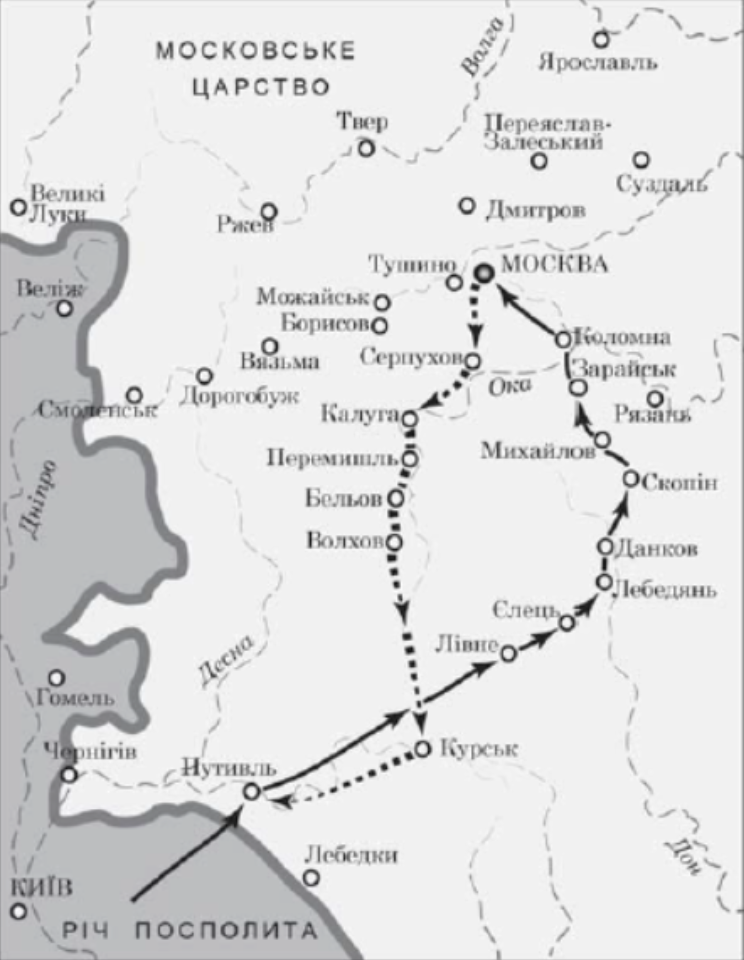 МОСКОВСЬКЕ
ЦАРСТВО
Волга
Ярославль
Твер
Переяслав-
Залеський
Суздаль
Великі
Луки
Ржев
Дмитров
Тушино
МОСКВА
Веліж
Можайськ
Борисов
Вязьма
Серпухов
Коломна
Зарайськ
Ока
Смоленськ
Дорогобуж
Калуга
Рязань
Михайлов
Перемишль
Скопін
Дніпро
Бельов
Волхов
Данков
Лебедянь
Єлець
Лівне
Десна
Гомель
Чернігів
Путивль
Курськ
Дон
Лебедки
КИЇВ
РІЧ ПОСПОЛИТА